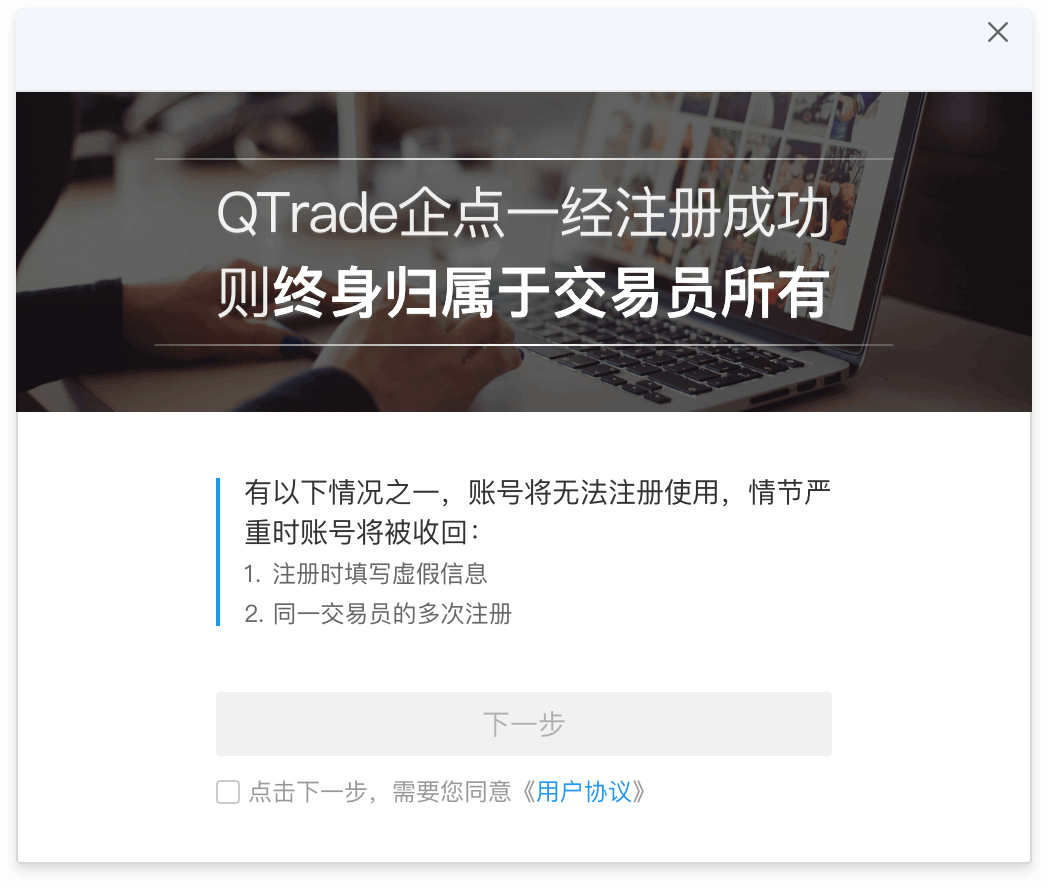 QTrade企点一经注册成功
则终身归属于交易员所有
有以下情况之一，账号将无法注册使用，情节严
重时账号将被收回：
1. 注册时填写虚假信息
2. 同一交易员的多次注册
下一步
点击下一步，需要您同意《用户协议》